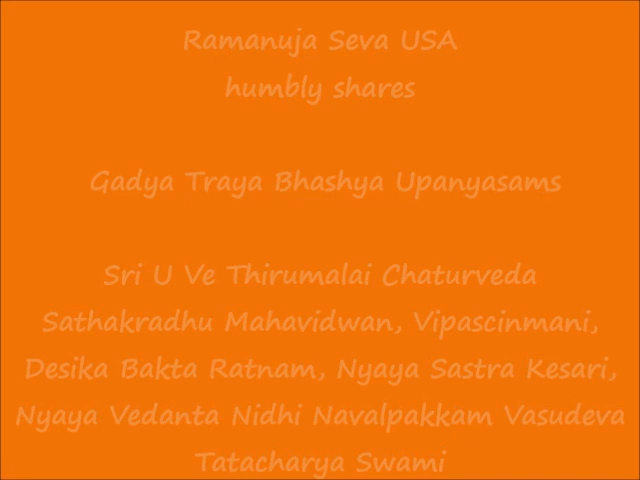 Ramanuja Seva USA
humbly shares
Gadya Traya Bhashya Upanyasams
Sri U Ve Thirumalai Chaturveda
Sathakradhu Mahavidwan, Vipascinmani,
Desika Bakta Ratnam, Nyaya Sastra Kesari,
Nyaya Vedanta Nidhi Navalpakkam Vasudeva
Tatacharya Swami